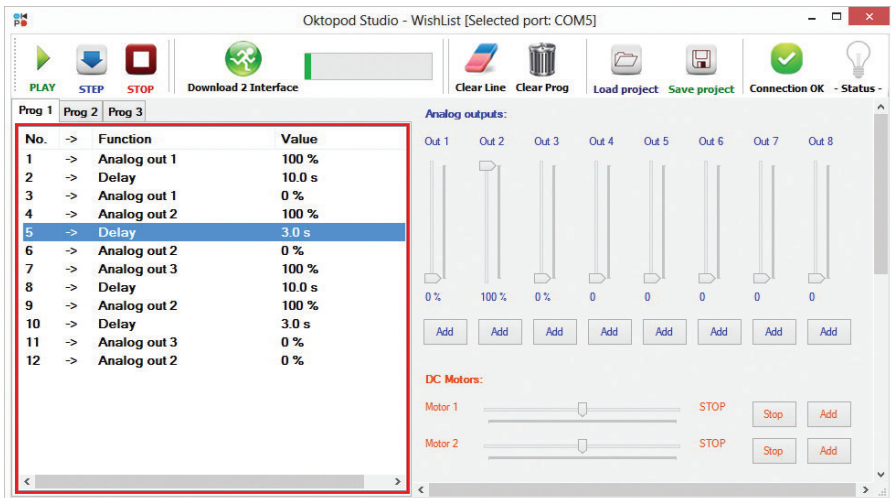 Oktopod Studio - WishList [Selected port: COM5]
PLAY STEP STOP Download 2 Interface Clear Line Clear Prog Load project Save project Connection OK - Status -
Prog 1 Prog 2 Prog 3
No. -> Function Value
1 -> Analog out 1 100 %
2 -> Delay 10.0 s
3 -> Analog out 1 0 %
4 -> Analog out 2 100 %
5 -> Delay 3.0 s
6 -> Analog out 2 0 %
7 -> Analog out 3 100 %
8 -> Delay 10.0 s
9 -> Analog out 2 100 %
10 -> Delay 3.0 s
11 -> Analog out 3 0 %
12 -> Analog out 2 0 %
Analog outputs:
Out 1 Out 2 Out 3 Out 4 Out 5 Out 6 Out 7 Out 8
0 % 100 % 0 % 0 0 0 0 0
Add Add Add Add Add Add Add Add
DC Motors:
Motor 1 STOP Stop Add
Motor 2 STOP Stop Add